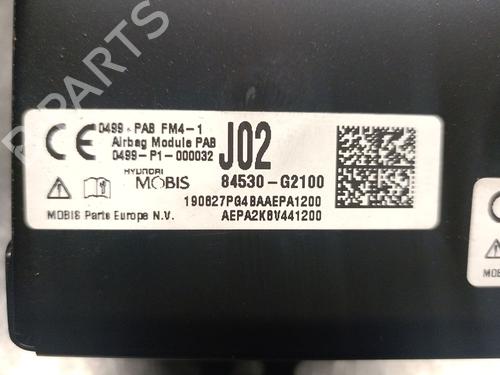 B PARTS
CE 0499 - PAB FM4-1
Airbag Module PAB
0499-P1-000032
J02
HYUNDAI
MOBIS
84530-G2100
190627PG4BAAEPA1200
MOBIS Parts Europe N.V.
AEPA2K6V441200